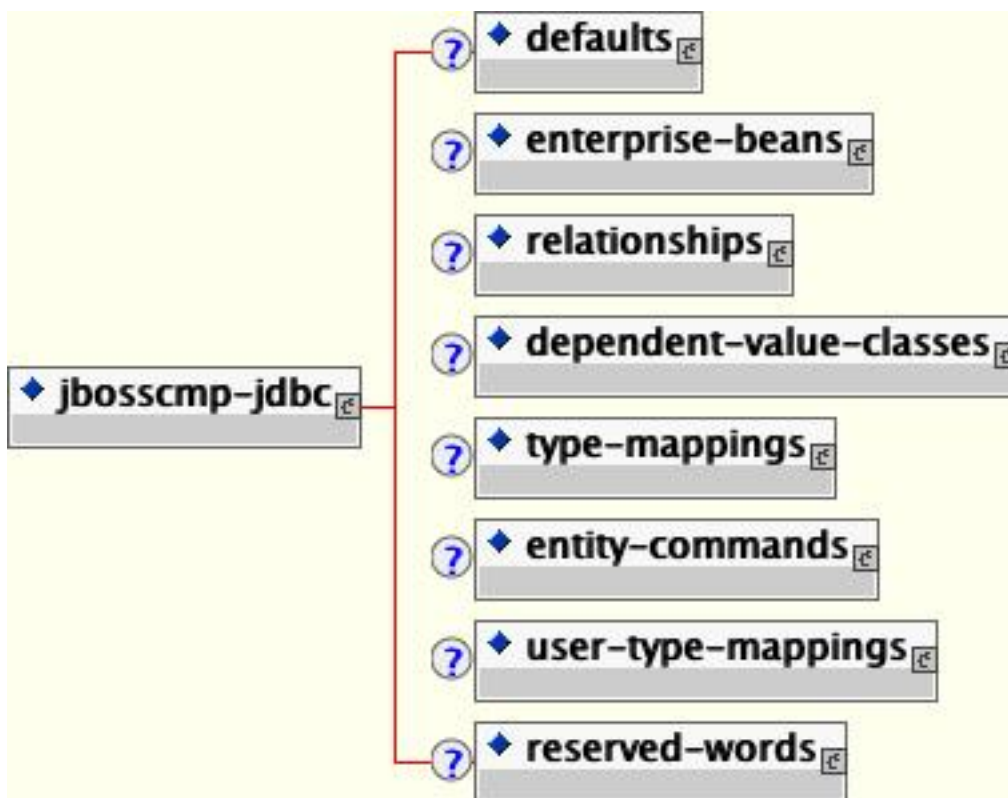 defaults
enterprise-beans
relationships
dependent-value-classes
jbosscmp-jdbc
type-mappings
entity-commands
user-type-mappings
reserved-words